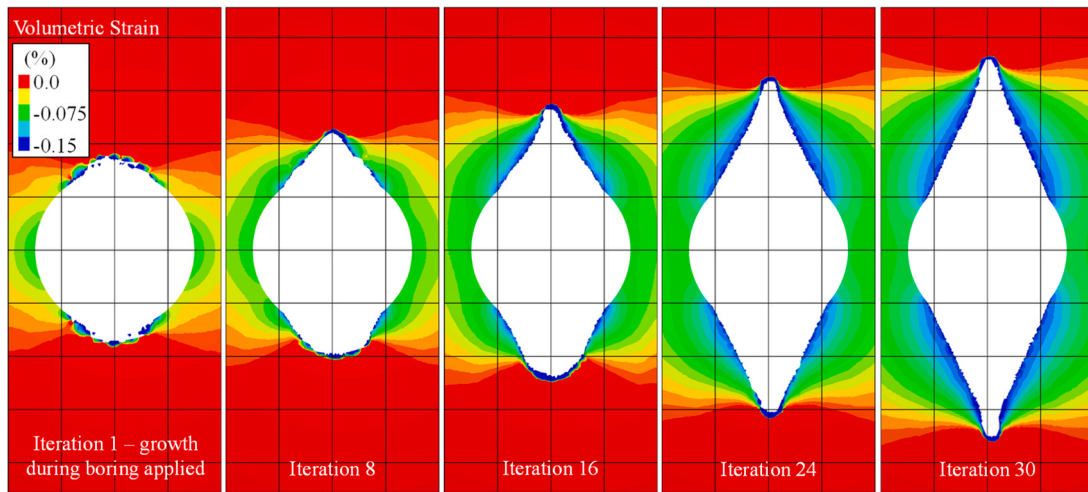 Volumetric Strain
(%)
0.0
-0.075
-0.15
Iteration 1 – growth
during boring applied
Iteration 8
Iteration 16
Iteration 24
Iteration 30